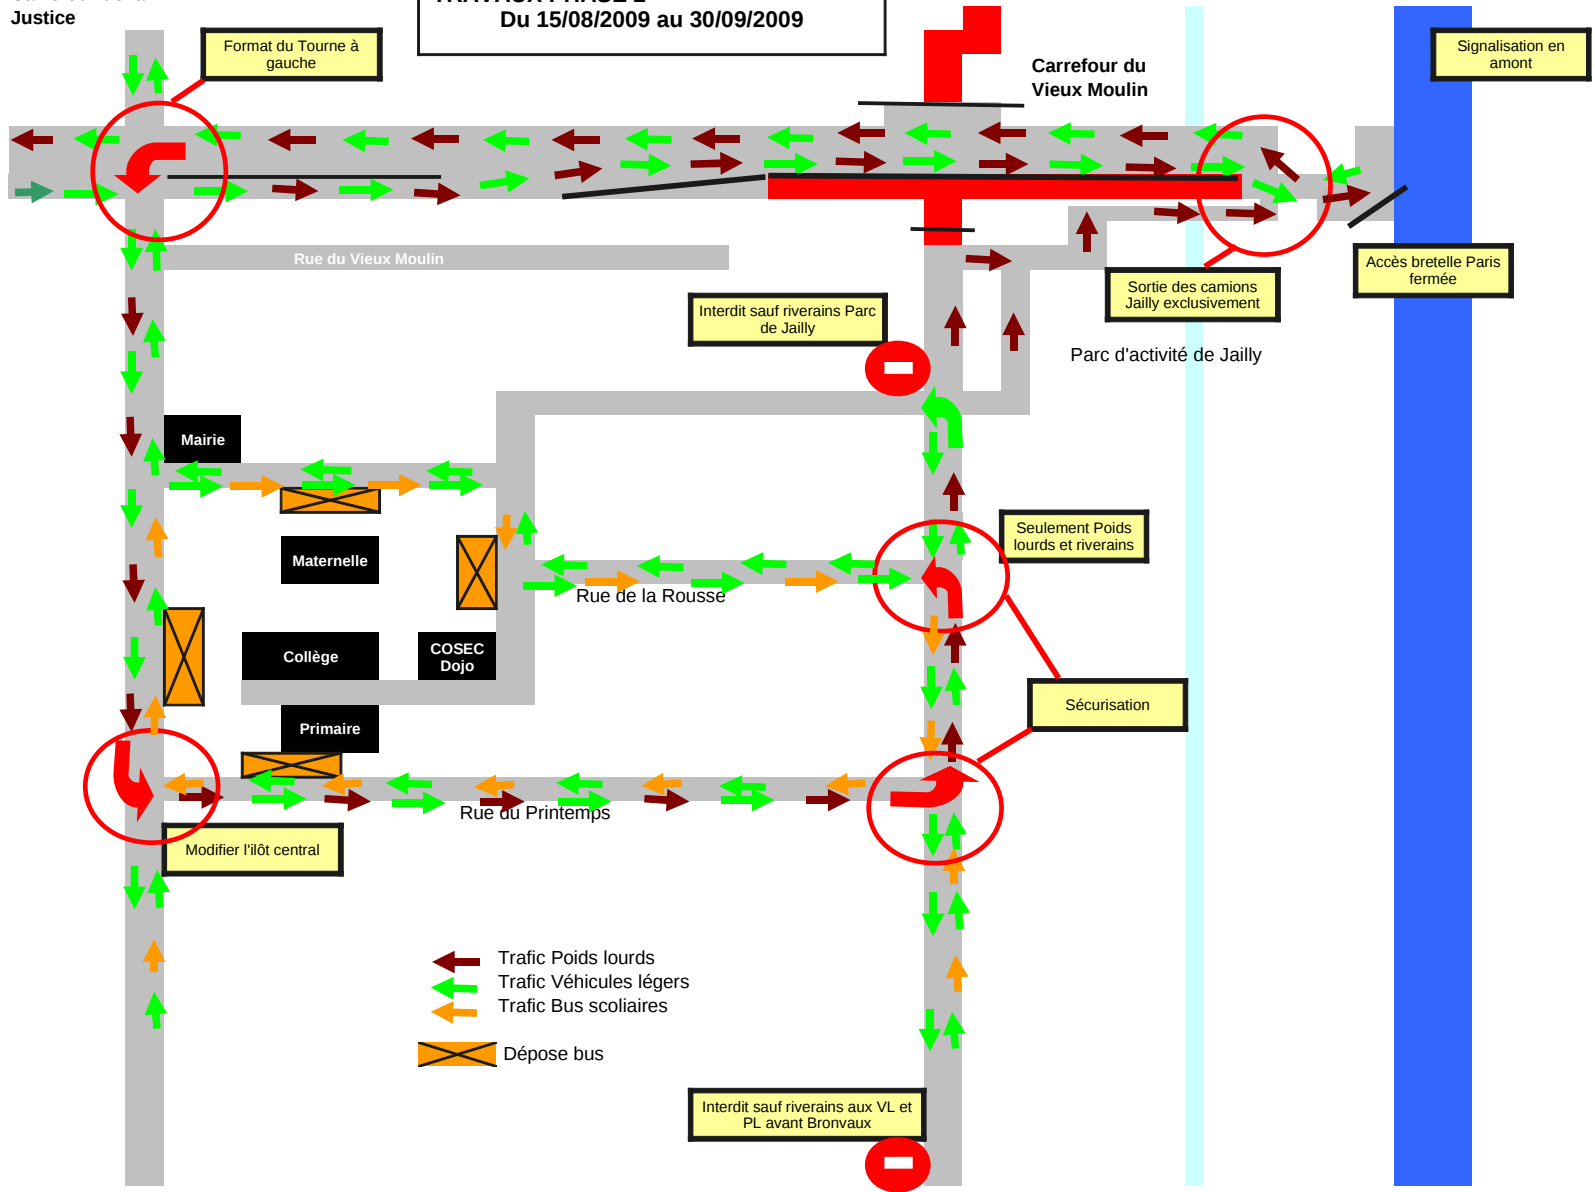 Justice
Du 15/08/2009 au 30/09/2009
Format du Tourne à
gauche
Carrefour du
Vieux Moulin
Signalisation en
amont
Rue du Vieux Moulin
Accès bretelle Paris
fermée
Sortie des camions
Jailly exclusivement
Interdit sauf riverains Parc
de Jailly
Parc d'activité de Jailly
Mairie
Maternelle
Seulement Poids
lourds et riverains
Rue de la Rousse
Collège
COSEC
Dojo
Primaire
Sécurisation
Rue du Printemps
Modifier l'ilôt central
Trafic Poids lourds
Trafic Véhicules légers
Trafic Bus scoliaires
Dépose bus
Interdit sauf riverains aux VL et
PL avant Bronvaux